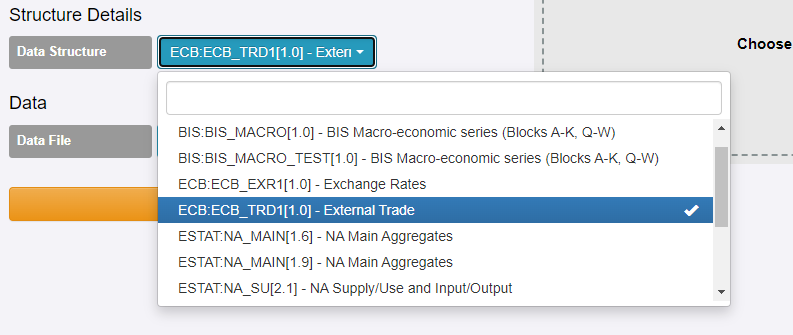 Structure Details
Data Structure
ECB:ECB_TRD1[1.0] - Exteri
Choose
BIS:BIS_MACRO[1.0] - BIS Macro-economic series (Blocks A-K, Q-W)
Data
BIS:BIS_MACRO_TEST[1.0] - BIS Macro-economic series (Blocks A-K, Q-W)
Data File
ECB:ECB_EXR1[1.0] - Exchange Rates
ECB:ECB_TRD1[1.0] - External Trade
ESTAT:NA_MAIN[1.6] - NA Main Aggregates
ESTAT:NA_MAIN[1.9] - NA Main Aggregates
ESTAT:NA_SU[2.1] - NA Supply/Use and Input/Output